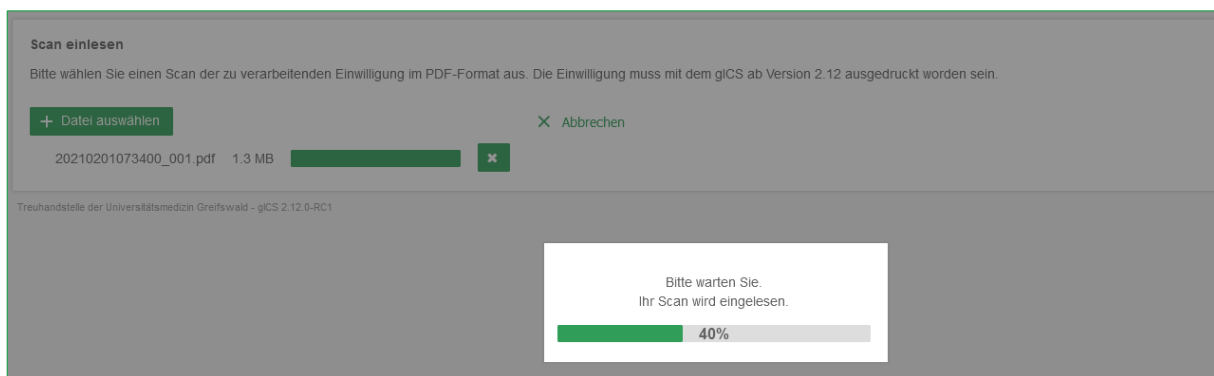 Scan einlesen
Bitte wählen Sie einen Scan der zu verarbeitenden Einwilligung im PDF-Format aus. Die Einwilligung muss mit dem gICS ab Version 2.12 ausgedruckt worden sein.
+ Datei auswählen
× Abbrechen
20210201073400_001.pdf 1.3 MB
Treuhandstelle der Universitätsmedizin Greifswald - gICS 2.12.0-RC1
Bitte warten Sie.
Ihr Scan wird eingelesen.
40%